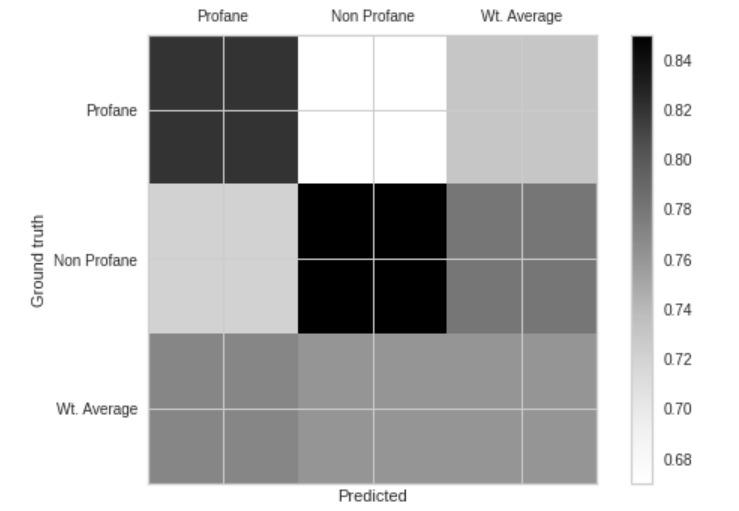 Profane Non Profane Wt. Average
Profane
Non Profane
Wt. Average
Ground truth
Predicted
0.84
0.82
0.80
0.78
0.76
0.74
0.72
0.70
0.68